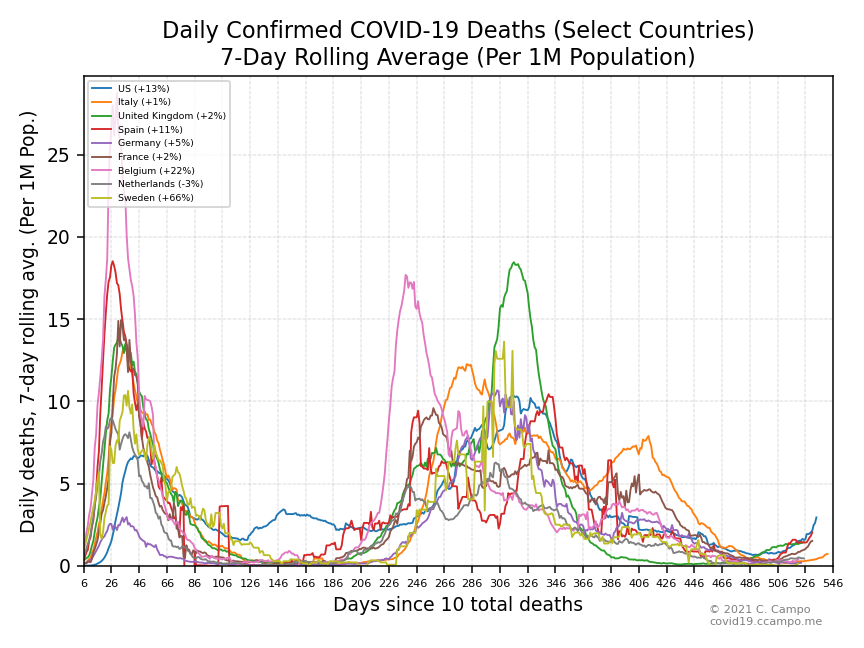 Daily Confirmed COVID-19 Deaths (Select Countries)
7-Day Rolling Average (Per 1M Population)
Daily deaths, 7-day rolling avg. (Per 1M Pop.)
25
20
15
10
5
0
US (+13%)
Italy (+1%)
United Kingdom (+2%)
Spain (+11%)
Germany (+5%)
France (+2%)
Belgium (+22%)
Netherlands (-3%)
Sweden (+66%)
6 26 46 66 86 106 126 146 166 186 205 226 246 266 286 306 326 346 366 386 406 426 446 466 486 506 526 546
Days since 10 total deaths
© 2021 C. Campo
covid19.ccampo.me